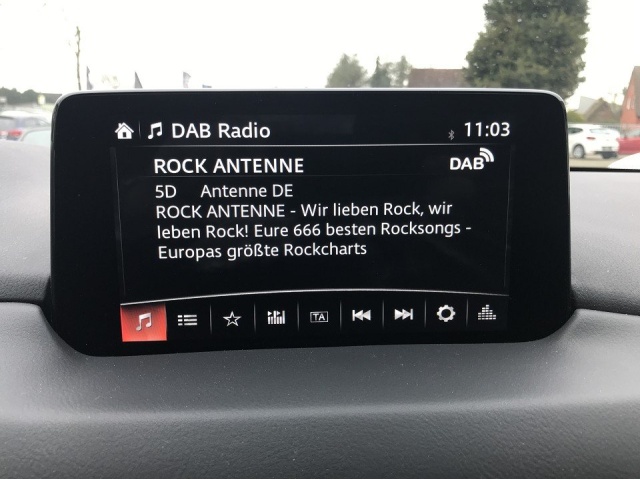 DAB Radio
11:03
ROCK ANTENNE
DAB
5D Antenne DE
ROCK ANTENNE - Wir lieben Rock, wir
leben Rock! Eure 666 besten Rocksongs -
Europas größte Rockcharts
TA